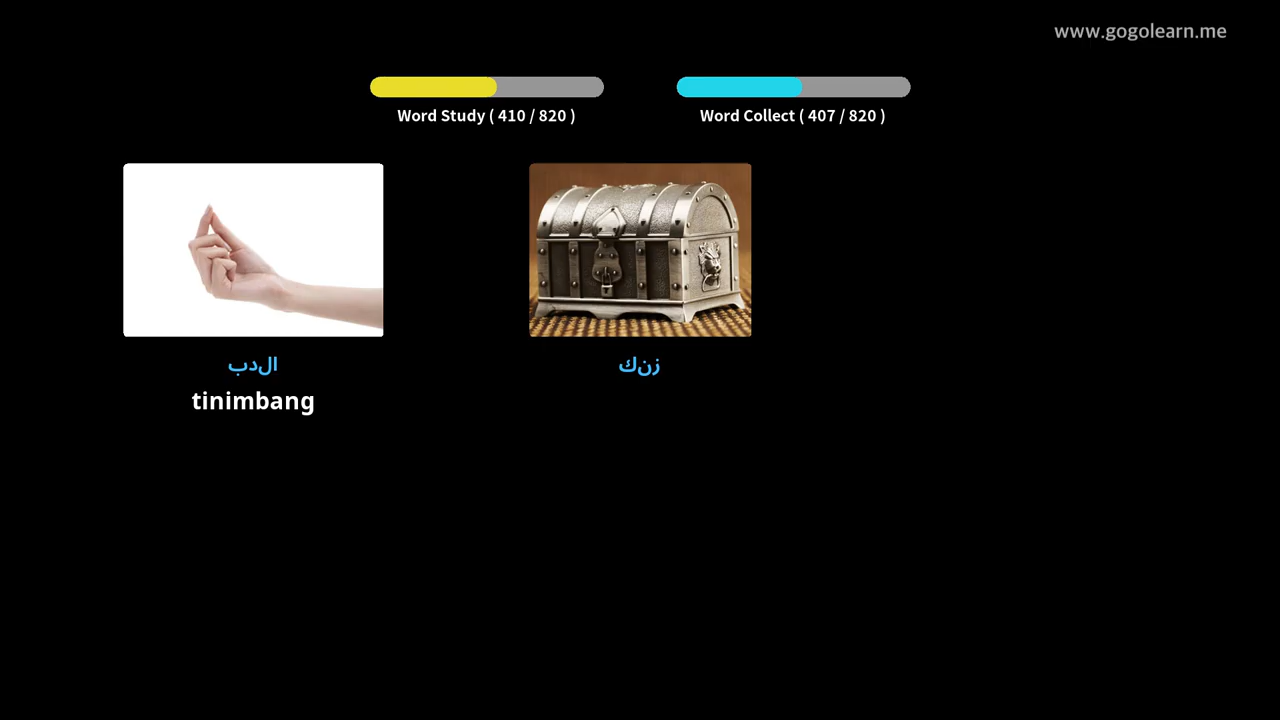 www.gogolearn.me
Word Study ( 410 / 820 )
Word Collect ( 407 / 820 )
الدب
tinimbang
زنك